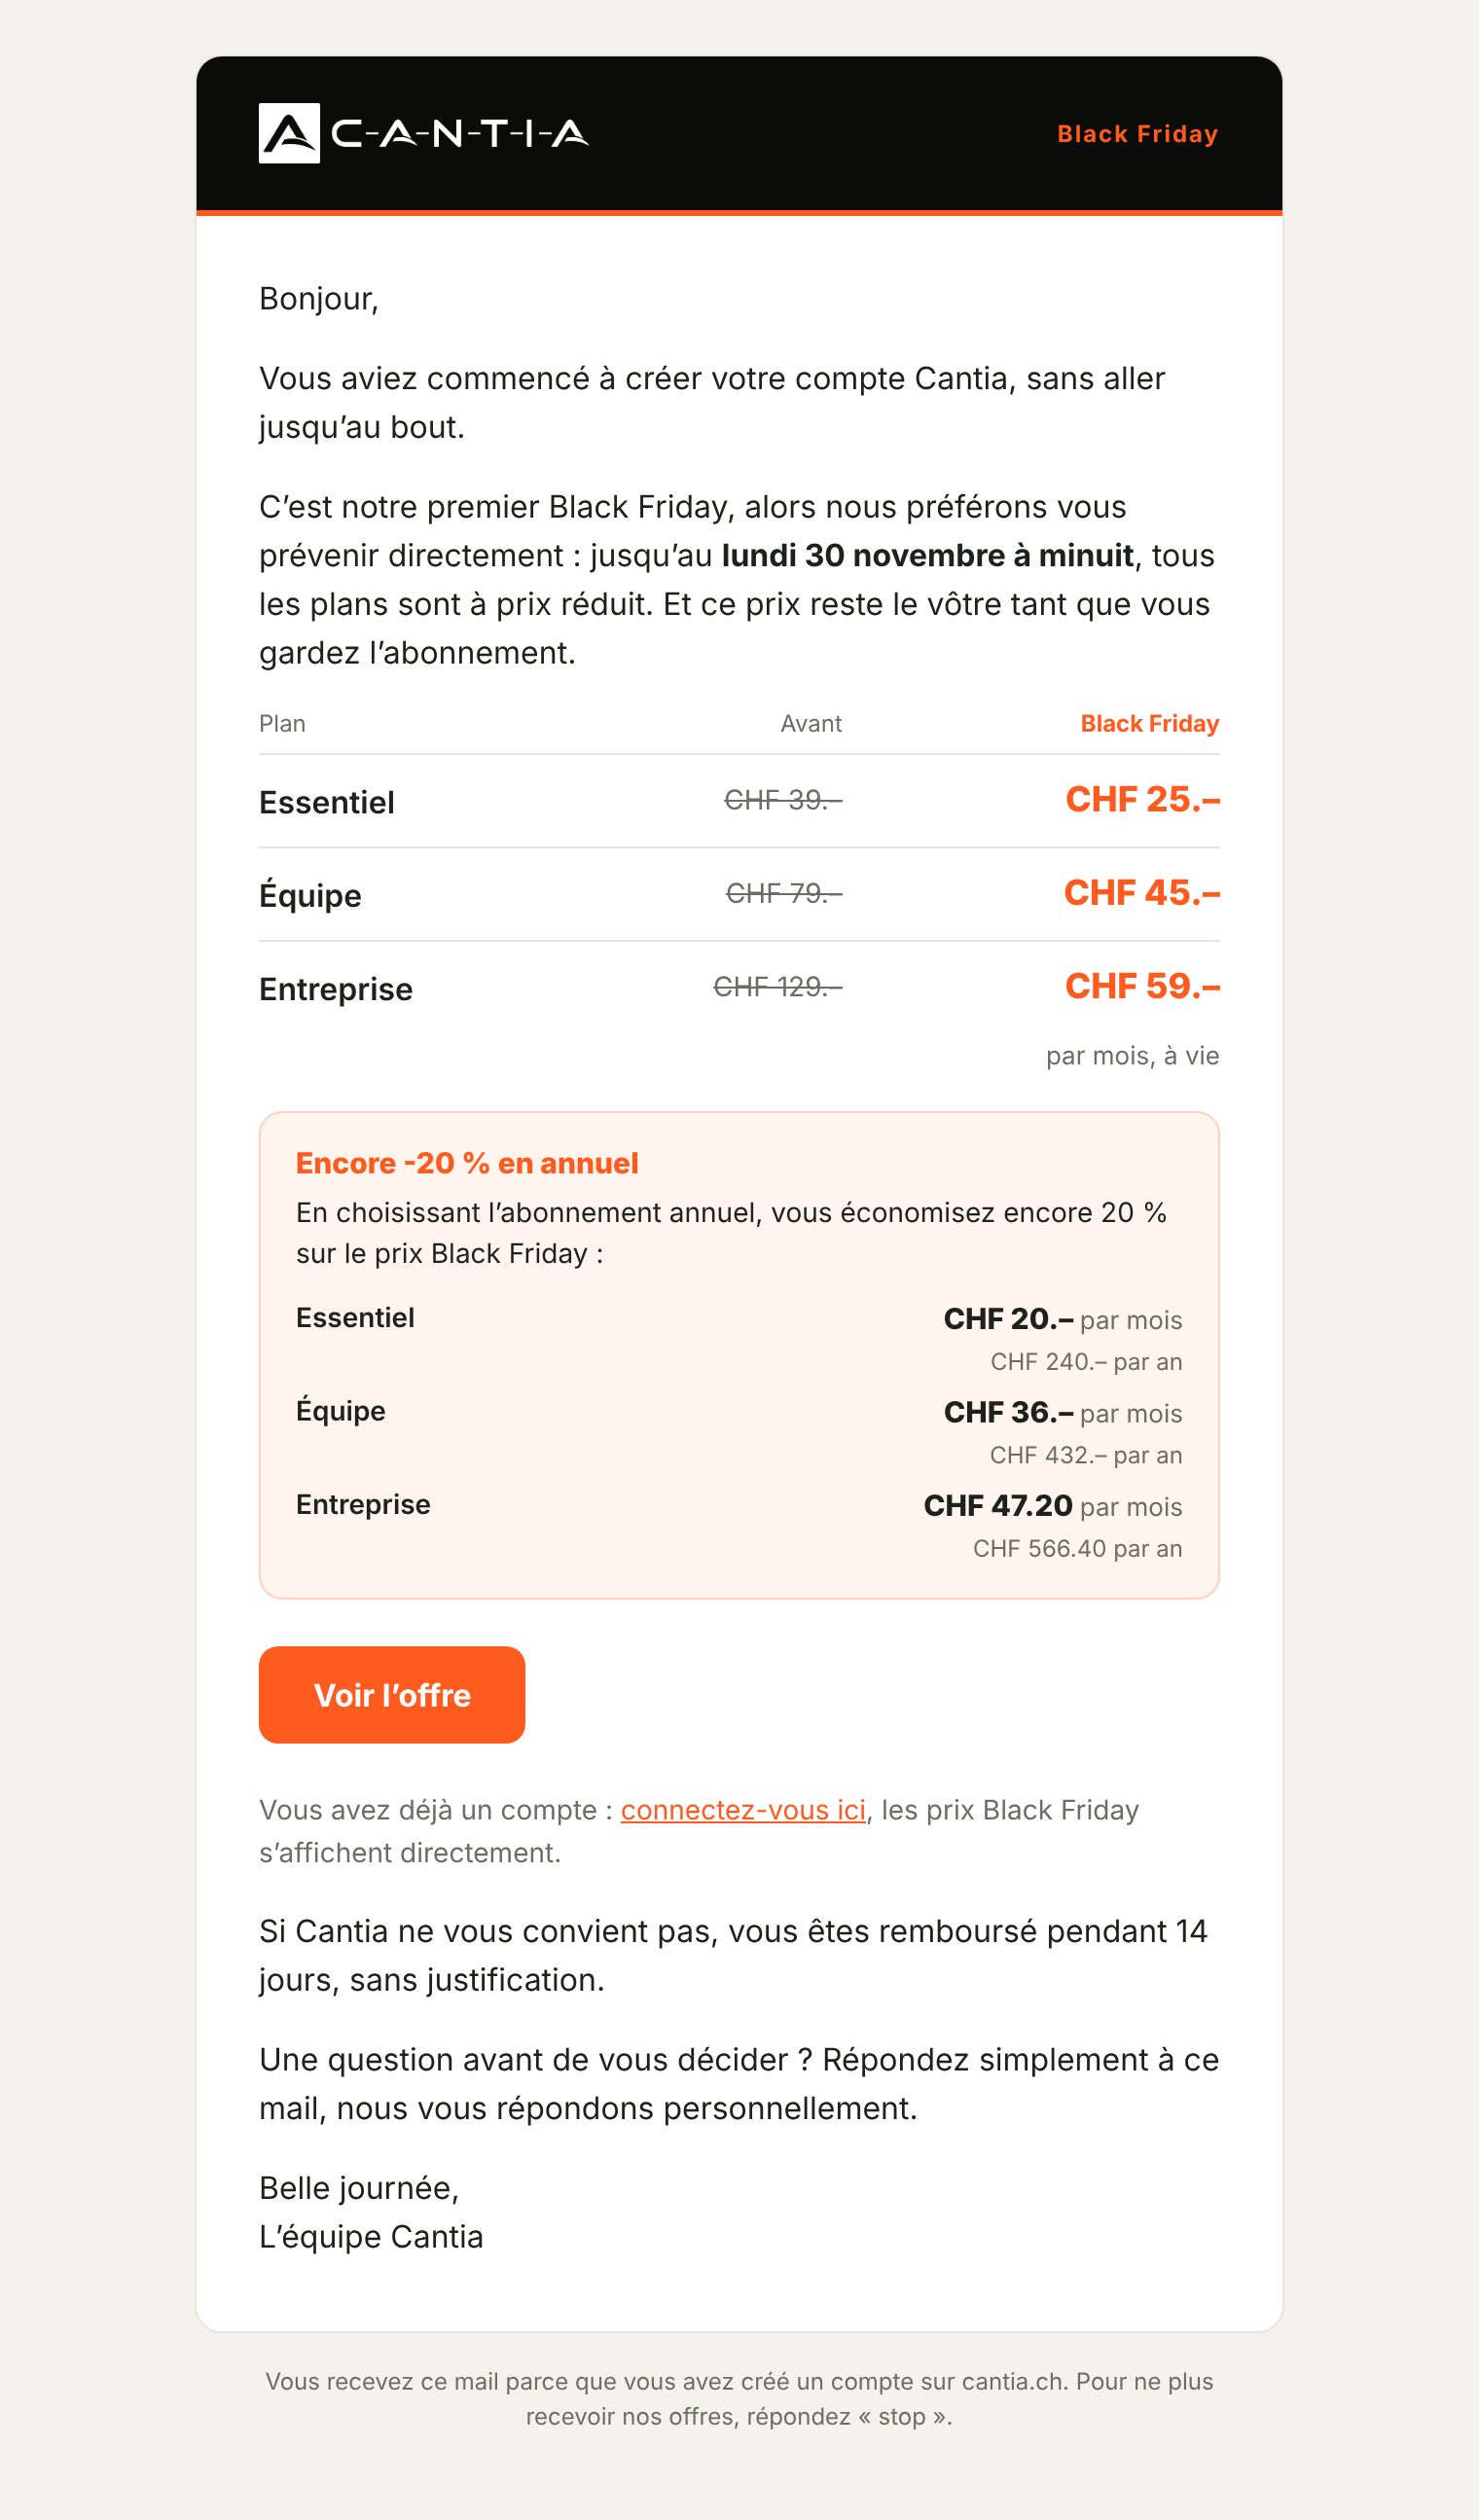 C-A-N-T-I-A
Black Friday
Bonjour,
Vous aviez commencé à créer votre compte Cantia, sans aller
jusqu’au bout.
C’est notre premier Black Friday, alors nous préférons vous
prévenir directement : jusqu’au lundi 30 novembre à minuit, tous
les plans sont à prix réduit. Et ce prix reste le vôtre tant que vous
gardez l’abonnement.
Plan Avant Black Friday
Essentiel CHF 39.– CHF 25.–
Équipe CHF 79.– CHF 45.–
Entreprise CHF 129.– CHF 59.–
par mois, à vie
Encore -20 % en annuel
En choisissant l’abonnement annuel, vous économisez encore 20 %
sur le prix Black Friday :
Essentiel CHF 20.– par mois
CHF 240.– par an
Équipe CHF 36.– par mois
CHF 432.– par an
Entreprise CHF 47.20 par mois
CHF 566.40 par an
Voir l’offre
Vous avez déjà un compte : connectez-vous ici, les prix Black Friday
s’affichent directement.
Si Cantia ne vous convient pas, vous êtes remboursé pendant 14
jours, sans justification.
Une question avant de vous décider ? Répondez simplement à ce
mail, nous vous répondons personnellement.
Belle journée,
L’équipe Cantia
Vous recevez ce mail parce que vous avez créé un compte sur cantia.ch. Pour ne plus
recevoir nos offres, répondez « stop ».